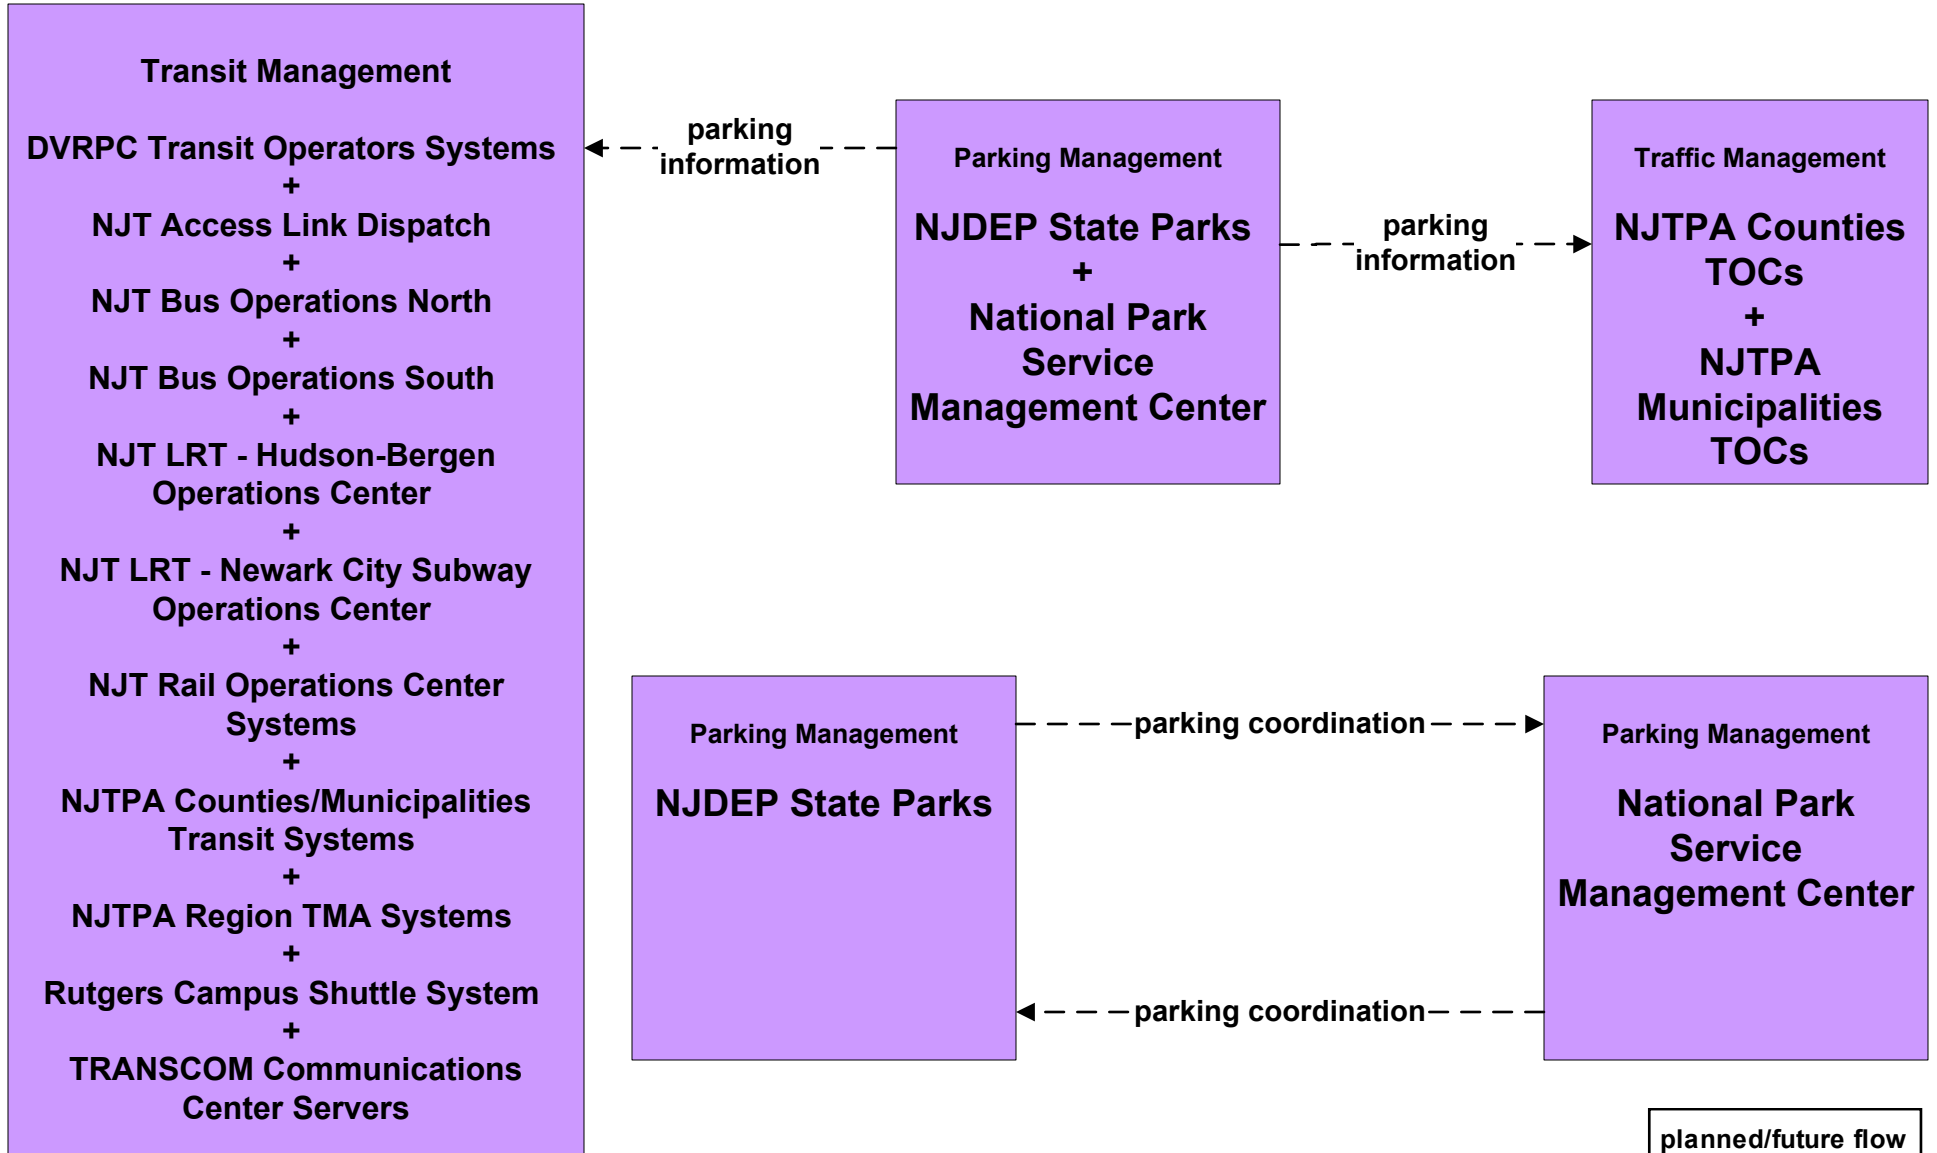 Transit Management
DVRPC Transit Operators Systems
+
NJT Access Link Dispatch
+
NJT Bus Operations North
+
NJT Bus Operations South
+
NJT LRT - Hudson-Bergen
Operations Center
+
NJT LRT - Newark City Subway
Operations Center
+
NJT Rail Operations Center
Systems
+
NJTPA Counties/Municipalities
Transit Systems
+
NJTPA Region TMA Systems
+
Rutgers Campus Shuttle System
+
TRANSCOM Communications
Center Servers
parking
information
Parking Management
NJDEP State Parks
+
National Park
Service
Management Center
parking
information
Traffic Management
NJTPA Counties
TOCs
+
NJTPA
Municipalities
TOCs
Parking Management
NJDEP State Parks
parking coordination
parking coordination
Parking Management
National Park
Service
Management Center
planned/future flow